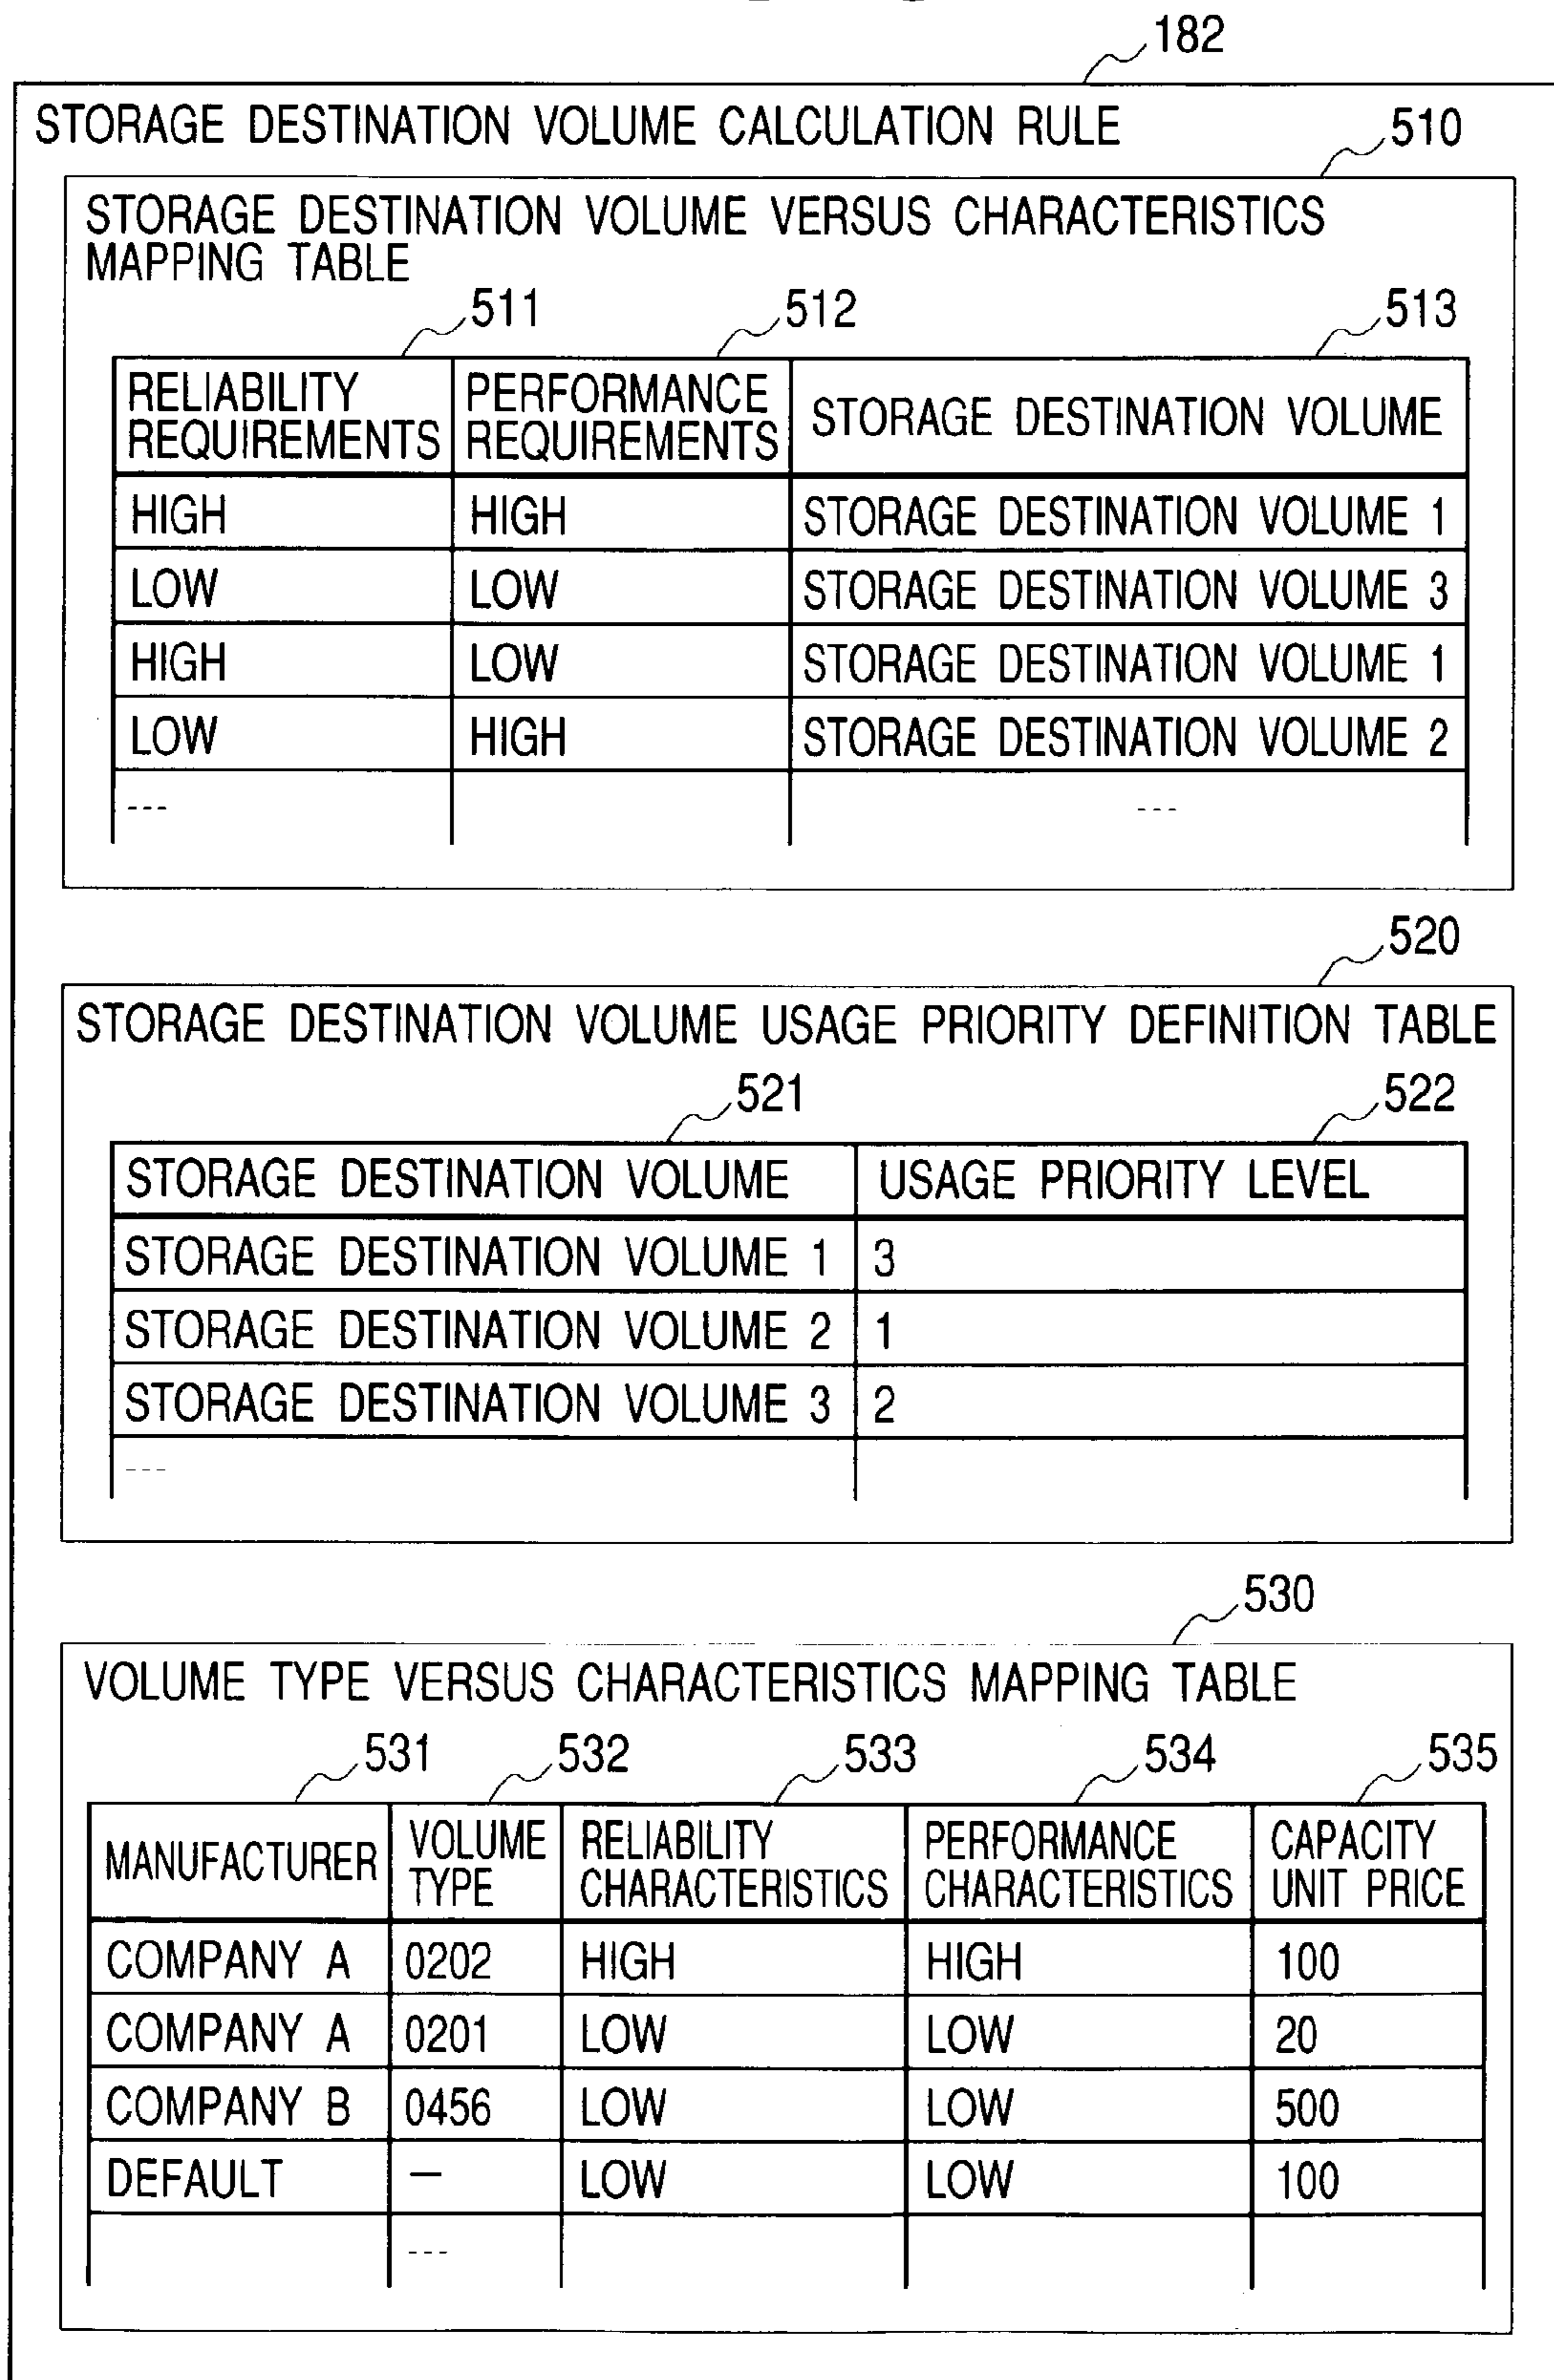 182
STORAGE DESTINATION VOLUME CALCULATION RULE
510
STORAGE DESTINATION VOLUME VERSUS CHARACTERISTICS
MAPPING TABLE
511 512 513
RELIABILITY REQUIREMENTS PERFORMANCE REQUIREMENTS STORAGE DESTINATION VOLUME
HIGH HIGH STORAGE DESTINATION VOLUME 1
LOW LOW STORAGE DESTINATION VOLUME 3
HIGH LOW STORAGE DESTINATION VOLUME 1
LOW HIGH STORAGE DESTINATION VOLUME 2
--- ---
520
STORAGE DESTINATION VOLUME USAGE PRIORITY DEFINITION TABLE
521 522
STORAGE DESTINATION VOLUME USAGE PRIORITY LEVEL
STORAGE DESTINATION VOLUME 1 3
STORAGE DESTINATION VOLUME 2 1
STORAGE DESTINATION VOLUME 3 2
---
530
VOLUME TYPE VERSUS CHARACTERISTICS MAPPING TABLE
531 532 533 534 535
MANUFACTURER VOLUME TYPE RELIABILITY CHARACTERISTICS PERFORMANCE CHARACTERISTICS CAPACITY UNIT PRICE
COMPANY A 0202 HIGH HIGH 100
COMPANY A 0201 LOW LOW 20
COMPANY B 0456 LOW LOW 500
DEFAULT — LOW LOW 100
---